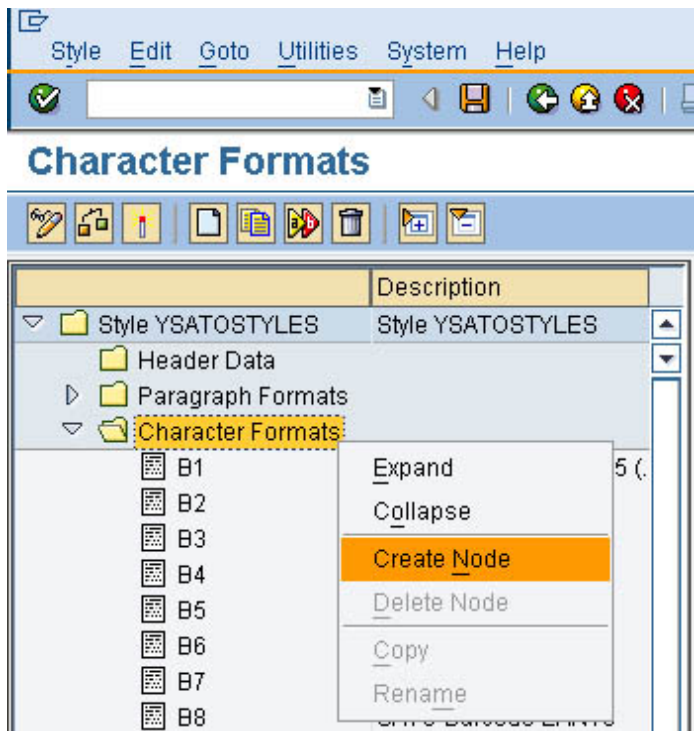 Style Edit Goto Utilities System Help
Character Formats
Description
Style YSATOSTYLES Style YSATOSTYLES
Header Data
Paragraph Formats
Character Formats
B1 5 (.
B2
B3
B4
B5
B6
B7
B8
Expand
Collapse
Create Node
Delete Node
Copy
Rename